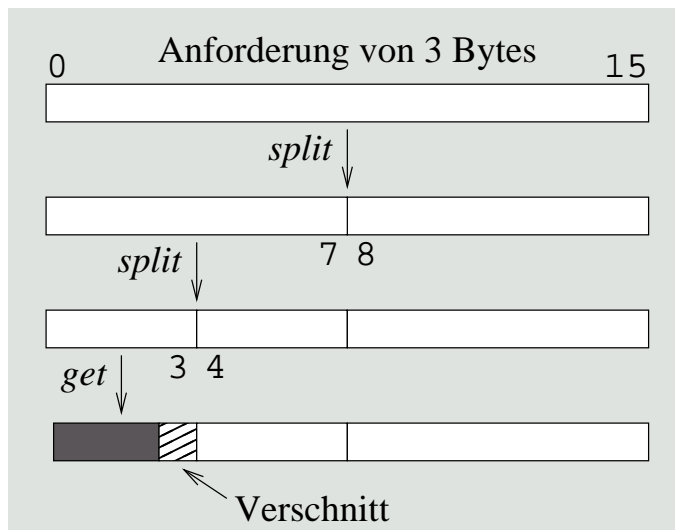 Anforderung von 3 Bytes
0 15
split
7 8
split
3 4
get
Verschnitt